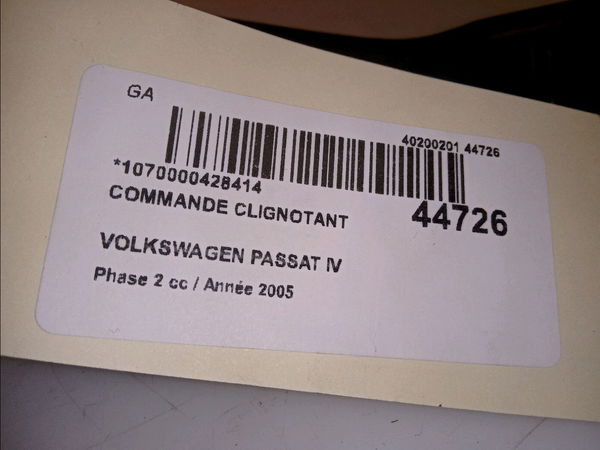 GA
40200201 44726
*1070000428414
44726
COMMANDE CLIGNOTANT
VOLKSWAGEN PASSAT IV
Phase 2 cc / Année 2005